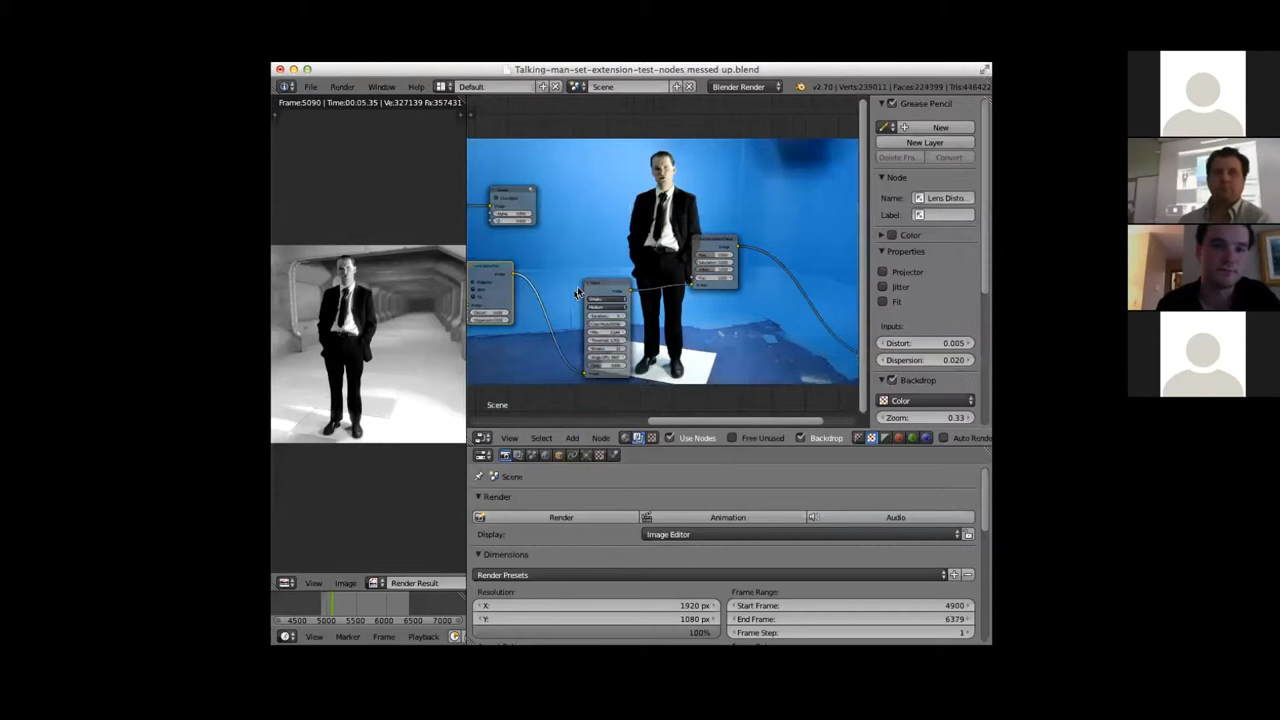 Talking-man-set-extension-test-nodes messed up.blend
File Render Window Help Default Scene Blender Render v2.70 | Verts:239011 | Faces:229399 | Tris:446422
Frame:5090 | Time:00:05.35 | Ve:327139 Fa:357431
Grease Pencil
New
New Layer
Delete Fra... Convert
Node
Name: Lens Disto...
Label:
Color
Properties
Projector
Jitter
Fit
Inputs:
Distort: 0.005
Dispersion: 0.020
Backdrop
Color
Zoom: 0.33
Scene
View Select Add Node Use Nodes Free Unused Backdrop Auto Rende
Scene
Render
Render Animation Audio
Display: Image Editor
Dimensions
Render Presets
Resolution: Frame Range:
X: 1920 px Start Frame: 4900
Y: 1080 px End Frame: 6379
100% Frame Step: 1
View Image Render Result
4500 5000 5500 6000 6500
View Marker Frame Playback